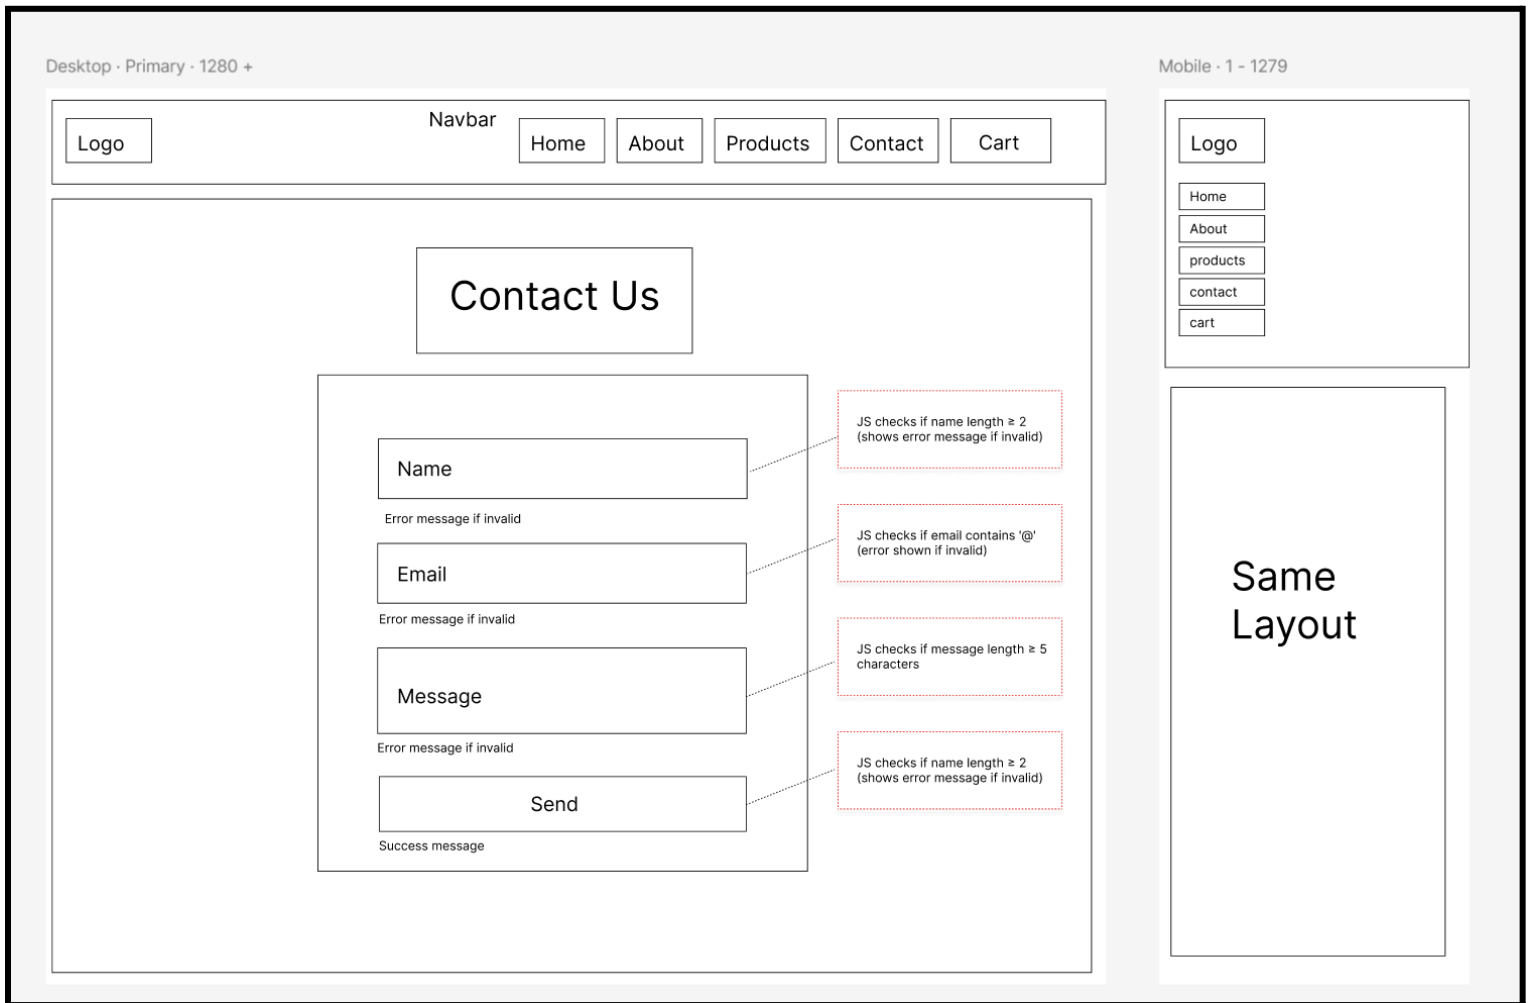 Desktop · Primary · 1280 +
Logo
Navbar
Home
About
Products
Contact
Cart
Contact Us
Name
Error message if invalid
JS checks if name length ≥ 2
(shows error message if invalid)
Email
Error message if invalid
JS checks if email contains '@'
(error shown if invalid)
Message
Error message if invalid
JS checks if message length ≥ 5
characters
Send
Success message
JS checks if name length ≥ 2
(shows error message if invalid)
Mobile · 1 - 1279
Logo
Home
About
products
contact
cart
Same
Layout